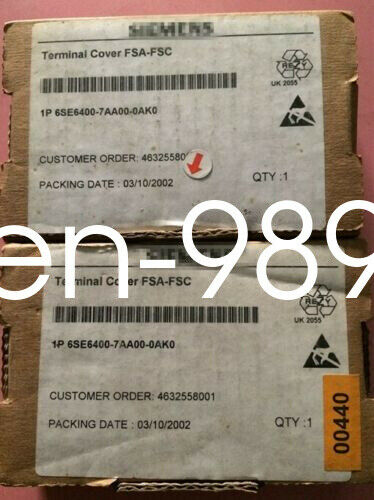 SIEMENS
Terminal Cover FSA-FSC
REZY
UK 2055
1P 6SE6400-7AA00-0AK0
CUSTOMER ORDER: 46325580
PACKING DATE : 03/10/2002
QTY :1
en-989
Terminal Cover FSA-FSC
REZY
UK 2055
1P 6SE6400-7AA00-0AK0
CUSTOMER ORDER: 4632558001
PACKING DATE : 03/10/2002
QTY :1
00440